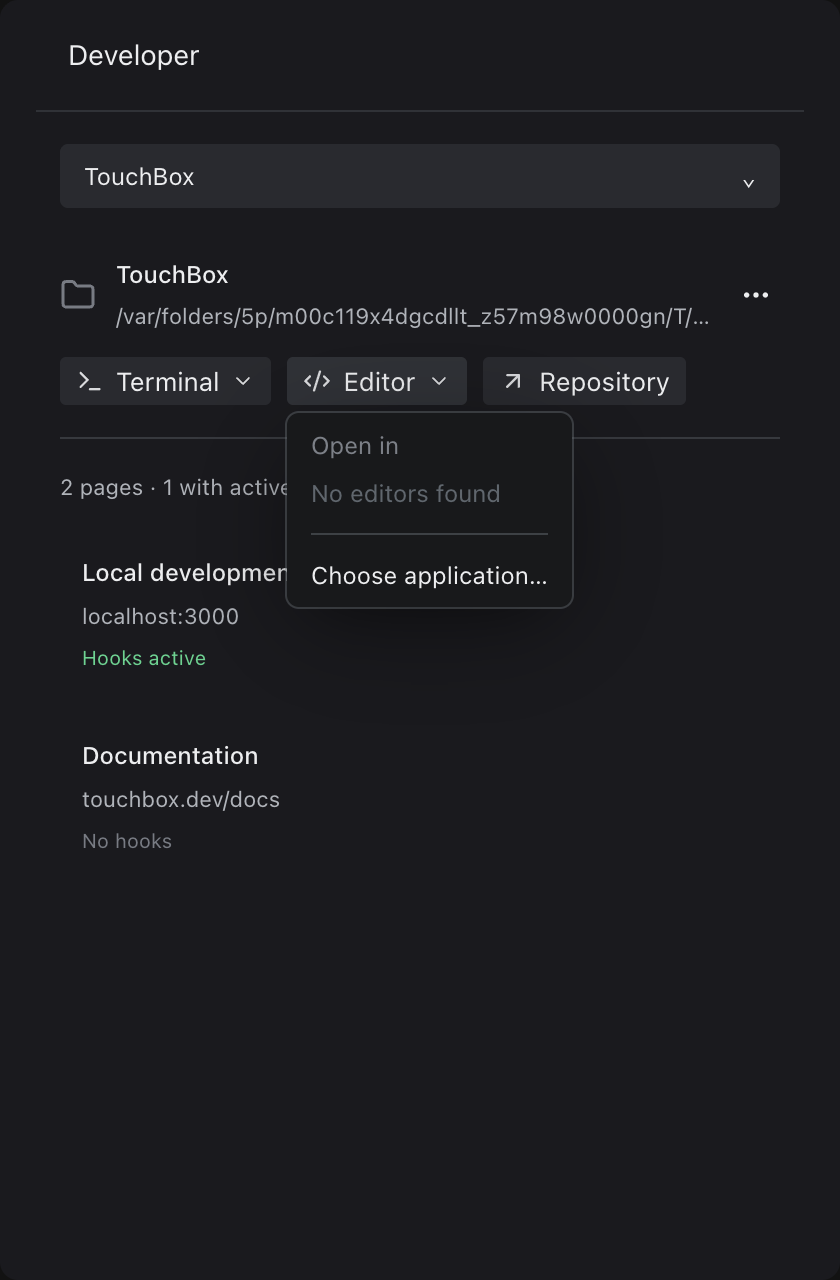 Developer
TouchBox
TouchBox
/var/folders/5p/m00c119x4dgcdllt_z57m98w0000gn/T/...
Terminal
Editor
Repository
Open in
No editors found
Choose application...
2 pages · 1 with active
Local developmen
localhost:3000
Hooks active
Documentation
touchbox.dev/docs
No hooks